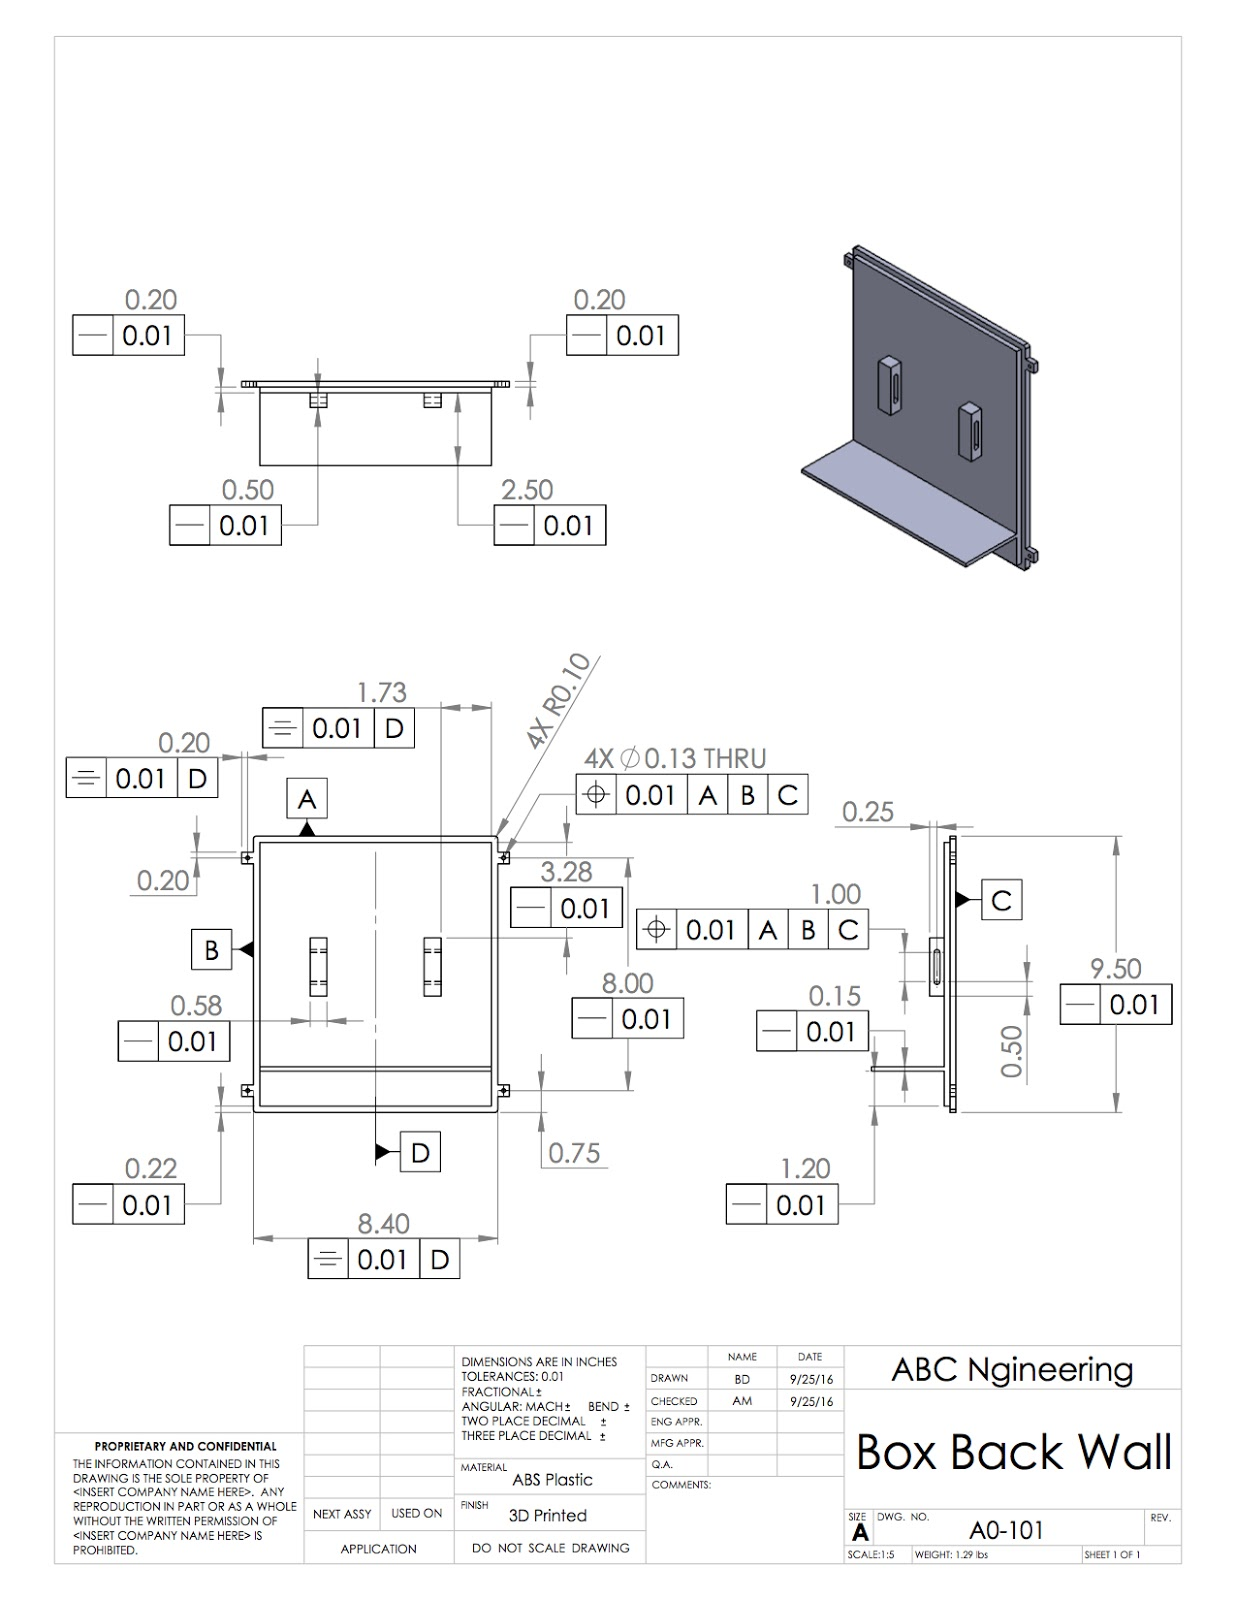 0.20
0.01
0.20
0.01
0.50
0.01
2.50
0.01
1.73
0.01 D
4X R0.10
0.20
0.01 D
4X ∅ 0.13 THRU
0.01 A B C
A
0.25
0.20
3.28
0.01
1.00
0.01 A B C
C
B
9.50
0.01
8.00
0.01
0.58
0.01
0.15
0.01
0.50
D
0.75
0.22
0.01
1.20
0.01
8.40
0.01 D
PROPRIETARY AND CONFIDENTIAL
THE INFORMATION CONTAINED IN THIS
DRAWING IS THE SOLE PROPERTY OF
<INSERT COMPANY NAME HERE>. ANY
REPRODUCTION IN PART OR AS A WHOLE
WITHOUT THE WRITTEN PERMISSION OF
<INSERT COMPANY NAME HERE> IS
PROHIBITED.
NEXT ASSY USED ON
APPLICATION
DIMENSIONS ARE IN INCHES
TOLERANCES: 0.01
FRACTIONAL ±
ANGULAR: MACH ± BEND ±
TWO PLACE DECIMAL ±
THREE PLACE DECIMAL ±
MATERIAL
ABS Plastic
FINISH
3D Printed
DO NOT SCALE DRAWING
NAME DATE
DRAWN BD 9/25/16
CHECKED AM 9/25/16
ENG APPR.
MFG APPR.
Q.A.
COMMENTS:
ABC Ngineering
Box Back Wall
SIZE DWG. NO. REV.
A A0-101
SCALE:1:5 WEIGHT: 1.29 lbs SHEET 1 OF 1